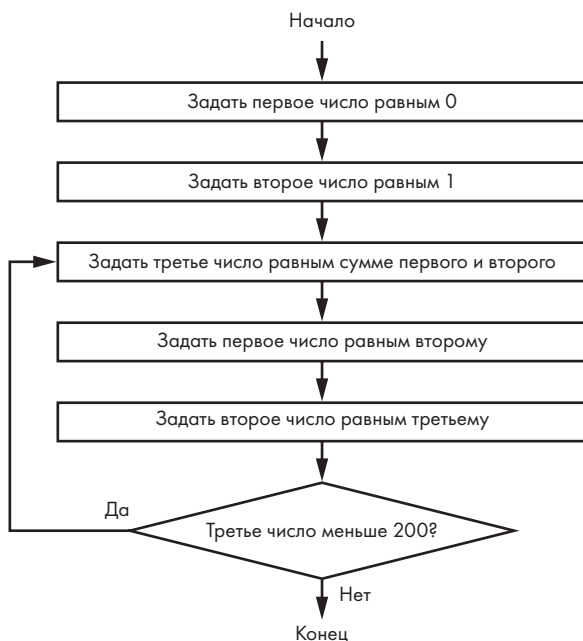 Начало
Задать первое число равным 0
Задать второе число равным 1
Задать третье число равным сумме первого и второго
Задать первое число равным второму
Задать второе число равным третьему
Да
Третье число меньше 200?
Нет
Конец